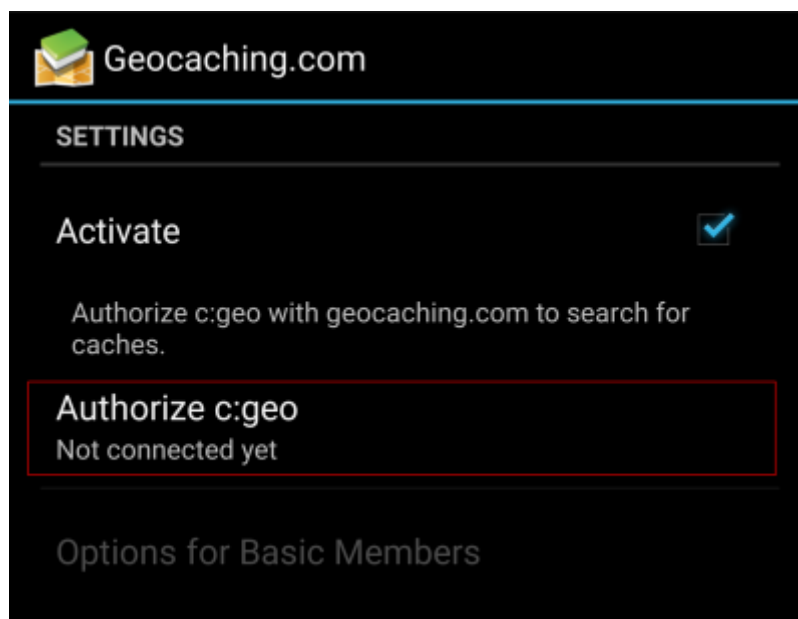 Geocaching.com
SETTINGS
Activate
Authorize c:geo with geocaching.com to search for
caches.
Authorize c:geo
Not connected yet
Options for Basic Members